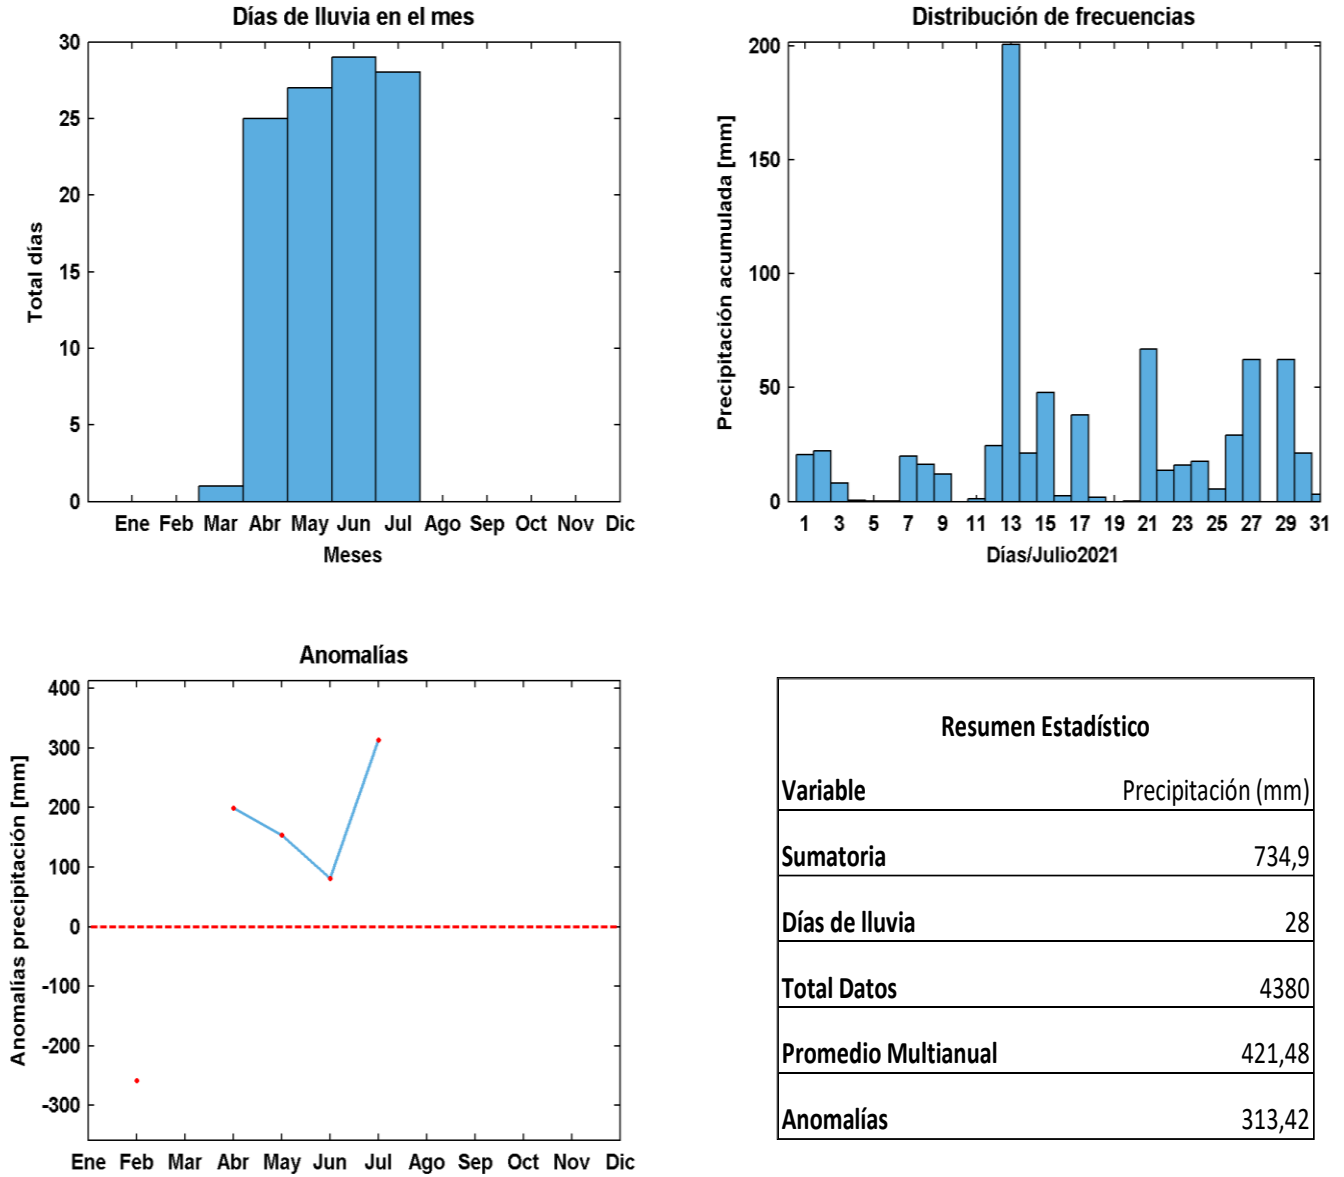 Días de lluvia en el mes
30
25
20
15
10
5
0
Total días
Ene Feb Mar Abr May Jun Jul Ago Sep Oct Nov Dic
Meses
Distribución de frecuencias
200
150
100
50
0
Precipitación acumulada [mm]
1 3 5 7 9 11 13 15 17 19 21 23 25 27 29 31
Días/Julio2021
Anomalías
400
300
200
100
0
-100
-200
-300
Anomalías precipitación [mm]
Ene Feb Mar Abr May Jun Jul Ago Sep Oct Nov Dic
Resumen Estadístico
Variable Precipitación (mm)
Sumatoria 734,9
Días de lluvia 28
Total Datos 4380
Promedio Multianual 421,48
Anomalías 313,42